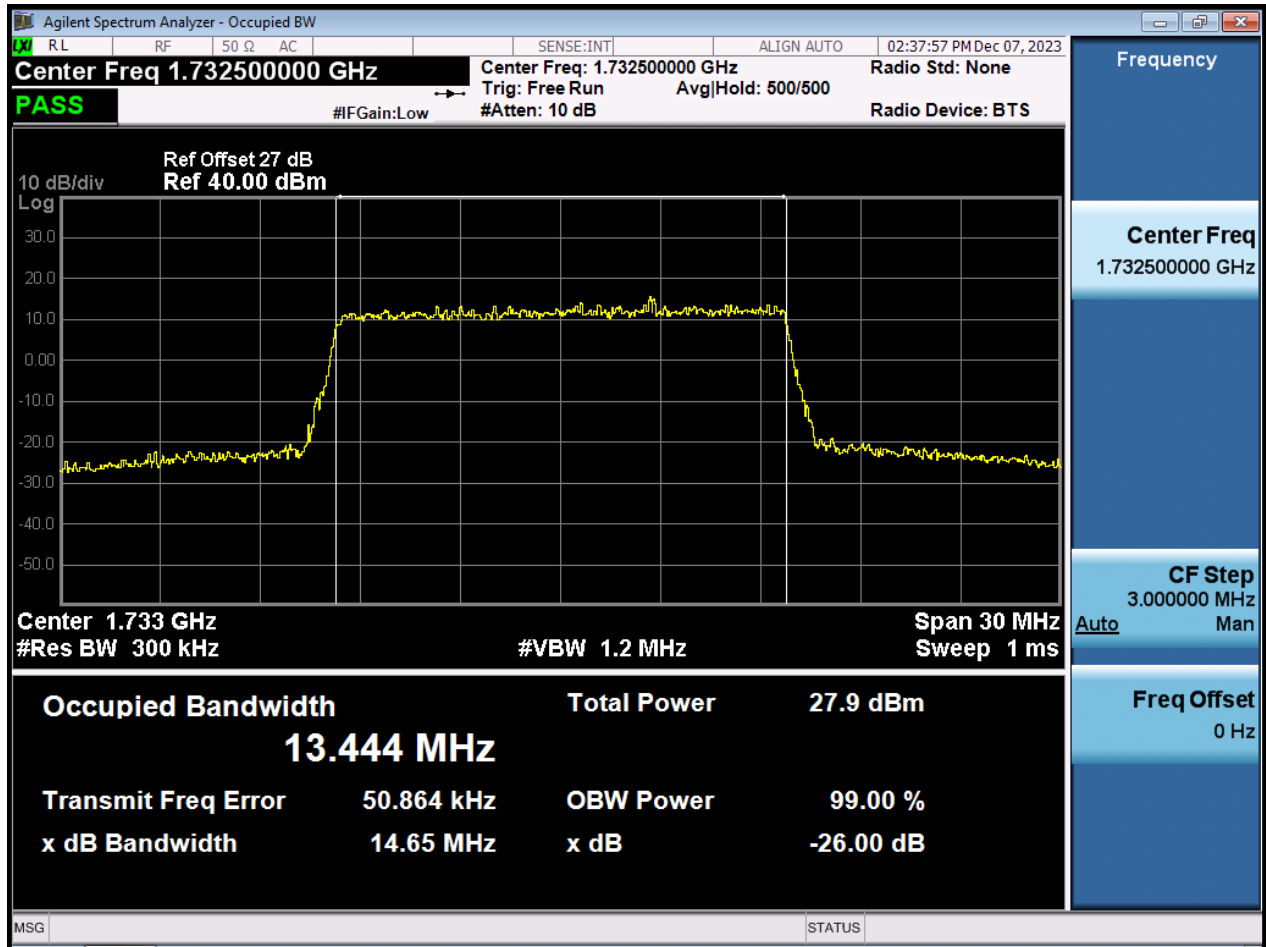 Agilent Spectrum Analyzer - Occupied BW
LXI RL RF 50 Ω AC SENSE:INT ALIGN AUTO 02:37:57 PM Dec 07, 2023
Center Freq 1.732500000 GHz
PASS
#IFGain:Low
Center Freq: 1.732500000 GHz
Trig: Free Run Avg|Hold: 500/500
#Atten: 10 dB
Radio Std: None
Radio Device: BTS
Ref Offset 27 dB
10 dB/div Ref 40.00 dBm
Log
30.0
20.0
10.0
0.00
-10.0
-20.0
-30.0
-40.0
-50.0
Center 1.733 GHz Span 30 MHz
#Res BW 300 kHz #VBW 1.2 MHz Sweep 1 ms
Occupied Bandwidth Total Power 27.9 dBm
13.444 MHz
Transmit Freq Error 50.864 kHz OBW Power 99.00 %
x dB Bandwidth 14.65 MHz x dB -26.00 dB
MSG STATUS
Frequency
Center Freq
1.732500000 GHz
CF Step
3.000000 MHz
Auto Man
Freq Offset
0 Hz